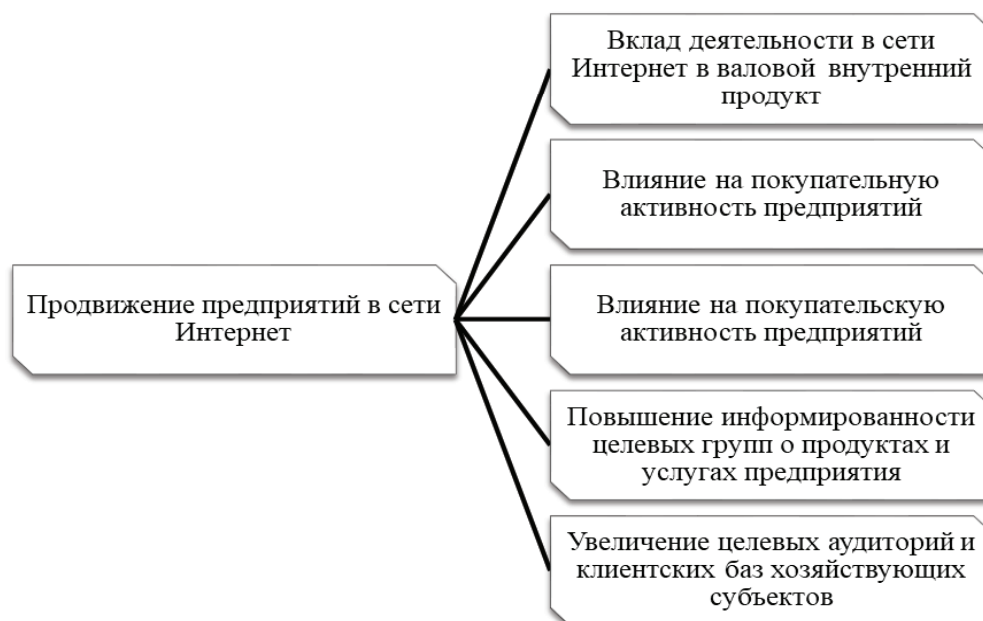 Вклад деятельности в сети
Интернет в валовой внутренний
продукт
Влияние на покупательную
активность предприятий
Продвижение предприятий в сети
Интернет
Влияние на покупательскую
активность предприятий
Повышение информированности
целевых групп о продуктах и
услугах предприятия
Увеличение целевых аудиторий и
клиентских баз хозяйствующих
субъектов